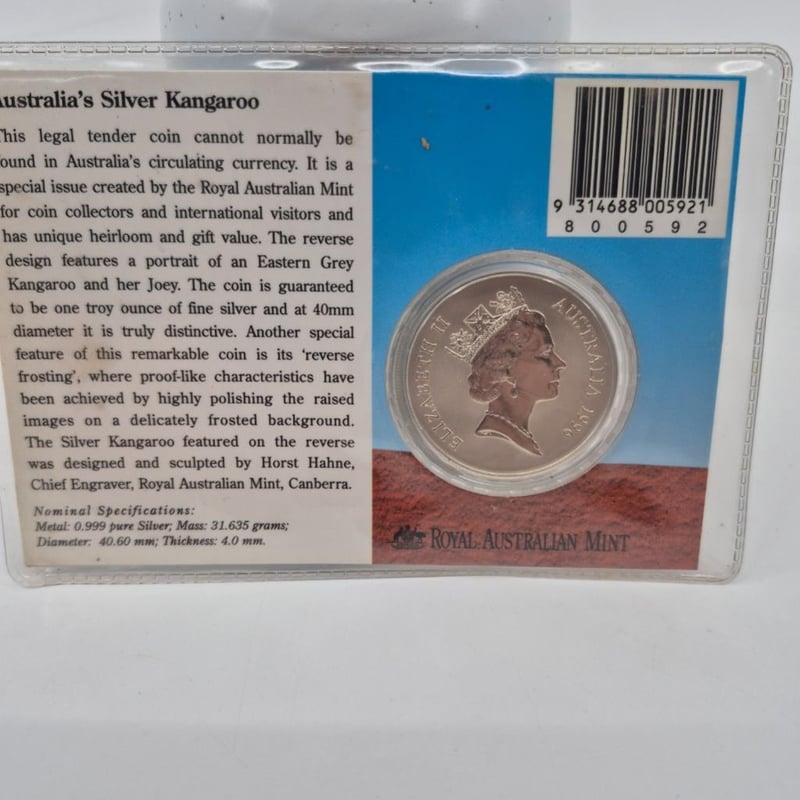 Australia's Silver Kangaroo
This legal tender coin cannot normally be
found in Australia's circulating currency. It is a
special issue created by the Royal Australian Mint
for coin collectors and international visitors and
has unique heirloom and gift value. The reverse
design features a portrait of an Eastern Grey
Kangaroo and her Joey. The coin is guaranteed
to be one troy ounce of fine silver and at 40mm
diameter it is truly distinctive. Another special
feature of this remarkable coin is its 'reverse
frosting', where proof-like characteristics have
been achieved by highly polishing the raised
images on a delicately frosted background.
The Silver Kangaroo featured on the reverse
was designed and sculpted by Horst Hahne,
Chief Engraver, Royal Australian Mint, Canberra.
Nominal Specifications:
Metal: 0.999 pure Silver; Mass: 31.635 grams;
Diameter: 40.60 mm; Thickness: 4.0 mm.
9 314688 005921
800592
ELIZABETH II
AUSTRALIA 1996
ROYAL AUSTRALIAN MINT